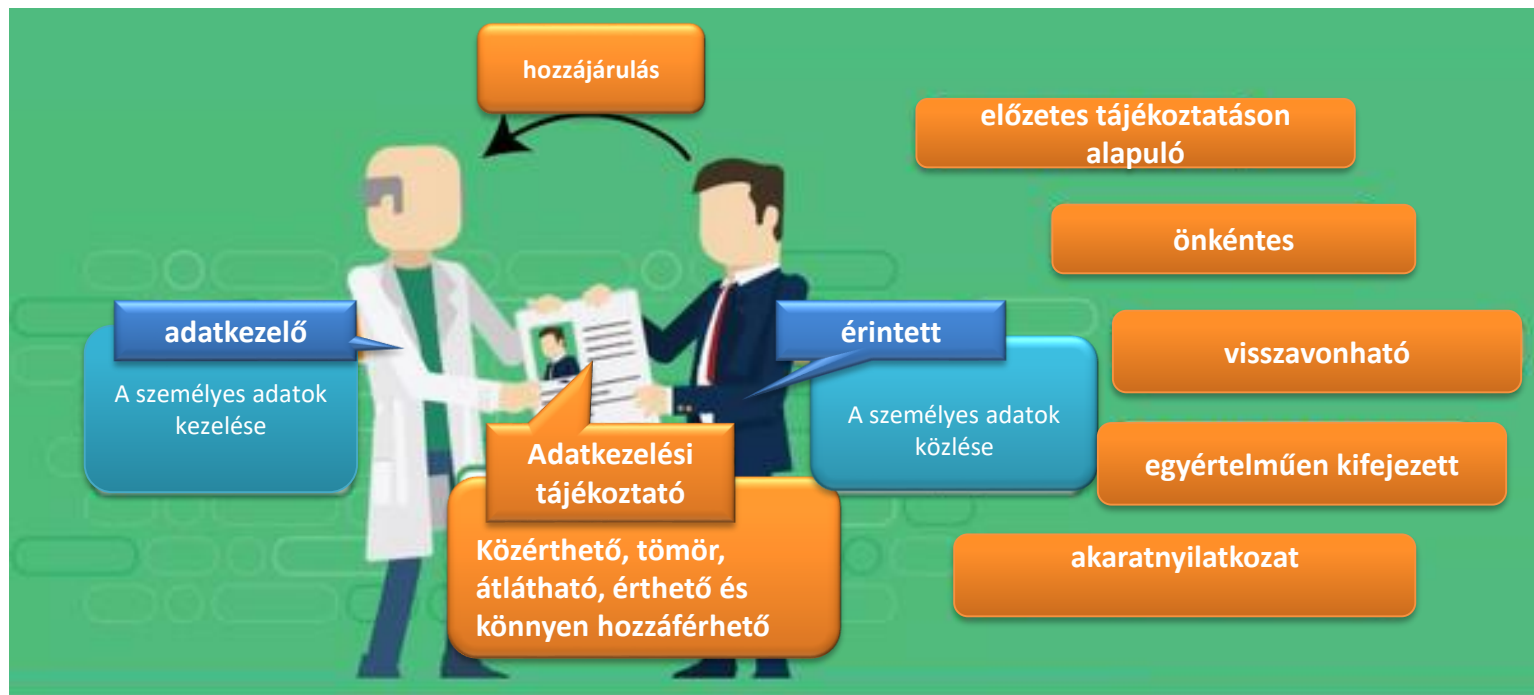 hozzájárulás
előzetes tájékoztatáson
alapuló
önkéntes
adatkezelő
A személyes adatok
kezelése
érintett
A személyes adatok
közlése
visszavonható
Adatkezelési
tájékoztató
Közérthető, tömör,
átlátható, érthető és
könnyen hozzáférhető
egyértelműen kifejezett
akaratnyilatkozat